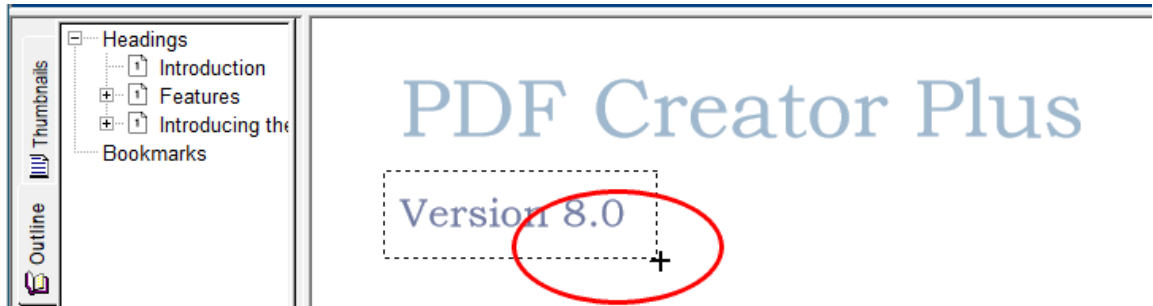 Thumbnails
Outline
Headings
Introduction
Features
Introducing the
Bookmarks
PDF Creator Plus
Version 8.0